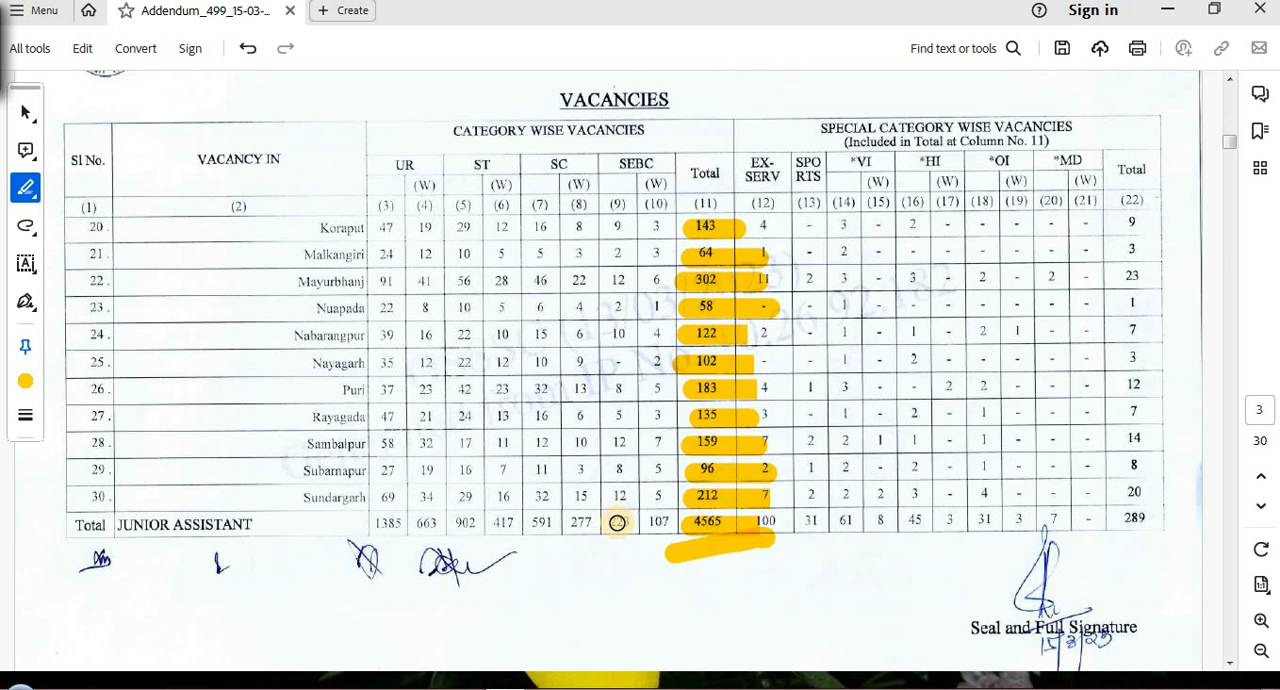 Menu Addendum_499_15-03-... × + Create Sign in
All tools Edit Convert Sign Find text or tools
VACANCIES
Sl No. VACANCY IN CATEGORY WISE VACANCIES SPECIAL CATEGORY WISE VACANCIES
(Included in Total at Column No. 11)
UR ST SC SEBC Total EX-SERV SPORTS *VI *HI *OI *MD Total
(W) (W) (W) (W) (W) (W) (W) (W)
(1) (2) (3) (4) (5) (6) (7) (8) (9) (10) (11) (12) (13) (14) (15) (16) (17) (18) (19) (20) (21) (22)
20. Koraput 47 19 29 12 16 8 9 3 143 4 - 3 - 2 - - - - - 9
21. Malkangiri 24 12 10 5 5 3 2 3 64 1 - 2 - - - - - - - 3
22. Mayurbhanj 91 41 56 28 46 22 12 6 302 11 2 3 - 3 - 2 - 2 - 23
23. Nuapada 22 8 10 5 6 4 2 1 58 - - 1 - - - - - - - 1
24. Nabarangpur 39 16 22 10 15 6 10 4 122 2 - 1 - 1 - 2 1 - - 7
25. Nayagarh 35 12 22 12 10 9 - 2 102 - - 1 - 2 - - - - - 3
26. Puri 37 23 42 23 32 13 8 5 183 4 1 3 - - 2 2 - - - 12
27. Rayagada 47 21 24 13 16 6 5 3 135 3 - 1 - 2 - 1 - - - 7
28. Sambalpur 58 32 17 11 12 10 12 7 159 7 2 2 1 1 - 1 - - - 14
29. Subarnapur 27 19 16 7 11 3 8 5 96 2 1 2 - 2 - 1 - - - 8
30. Sundargarh 69 34 29 16 32 15 12 5 212 7 2 2 2 3 - 4 - - - 20
Total JUNIOR ASSISTANT 1385 663 902 417 591 277 107 4565 100 31 61 8 45 3 31 3 7 - 289
Seal and Full Signature
3
30